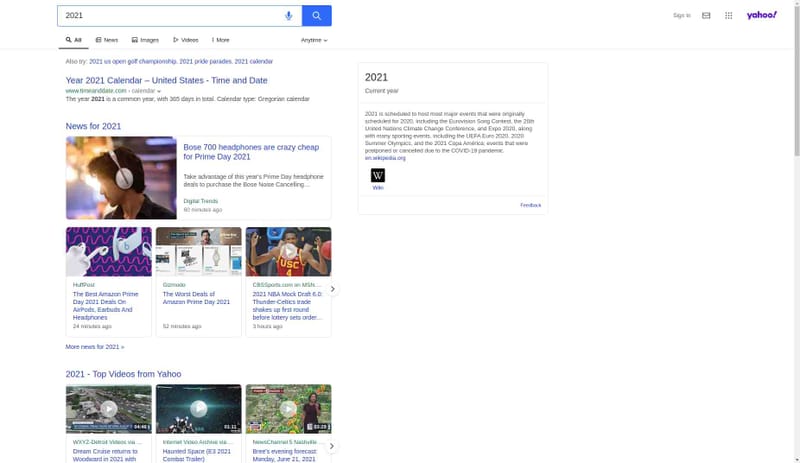 2021
Sign In
yahoo!
All
News
Images
Videos
More
Anytime
Also try: 2021 us open golf championship, 2021 pride parades, 2021 calendar
Year 2021 Calendar – United States - Time and Date
www.timeanddate.com › calendar
The year 2021 is a common year, with 365 days in total. Calendar type: Gregorian calendar
News for 2021
Bose 700 headphones are crazy cheap
for Prime Day 2021
Take advantage of this year's Prime Day headphone
deals to purchase the Bose Noise Cancelling...
Digital Trends
60 minutes ago
HuffPost
The Best Amazon Prime
Day 2021 Deals On
AirPods, Earbuds And
Headphones
24 minutes ago
Gizmodo
The Worst Deals of
Amazon Prime Day 2021
52 minutes ago
USC
4
CBSSports.com on MSN...
2021 NBA Mock Draft 6.0:
Thunder-Celtics trade
shakes up first round
before lottery sets order...
3 hours ago
More news for 2021 »
2021 - Top Videos from Yahoo
04:46
WXYZ-Detroit Videos via ...
Dream Cruise returns to
Woodward in 2021 with
01:11
Internet Video Archive via ...
Haunted Space (E3 2021
Combat Trailer)
03:29
NewsChannel 5 Nashville ...
Bree's evening forecast:
Monday, June 21, 2021
2021
Current year
2021 is scheduled to host most major events that were originally
scheduled for 2020, including the Eurovision Song Contest, the 26th
United Nations Climate Change Conference, and Expo 2020, along
with many sporting events, including the UEFA Euro 2020, 2020
Summer Olympics, and the 2021 Copa América; events that were
postponed or canceled due to the COVID-19 pandemic.
en.wikipedia.org
W
Wiki
Feedback